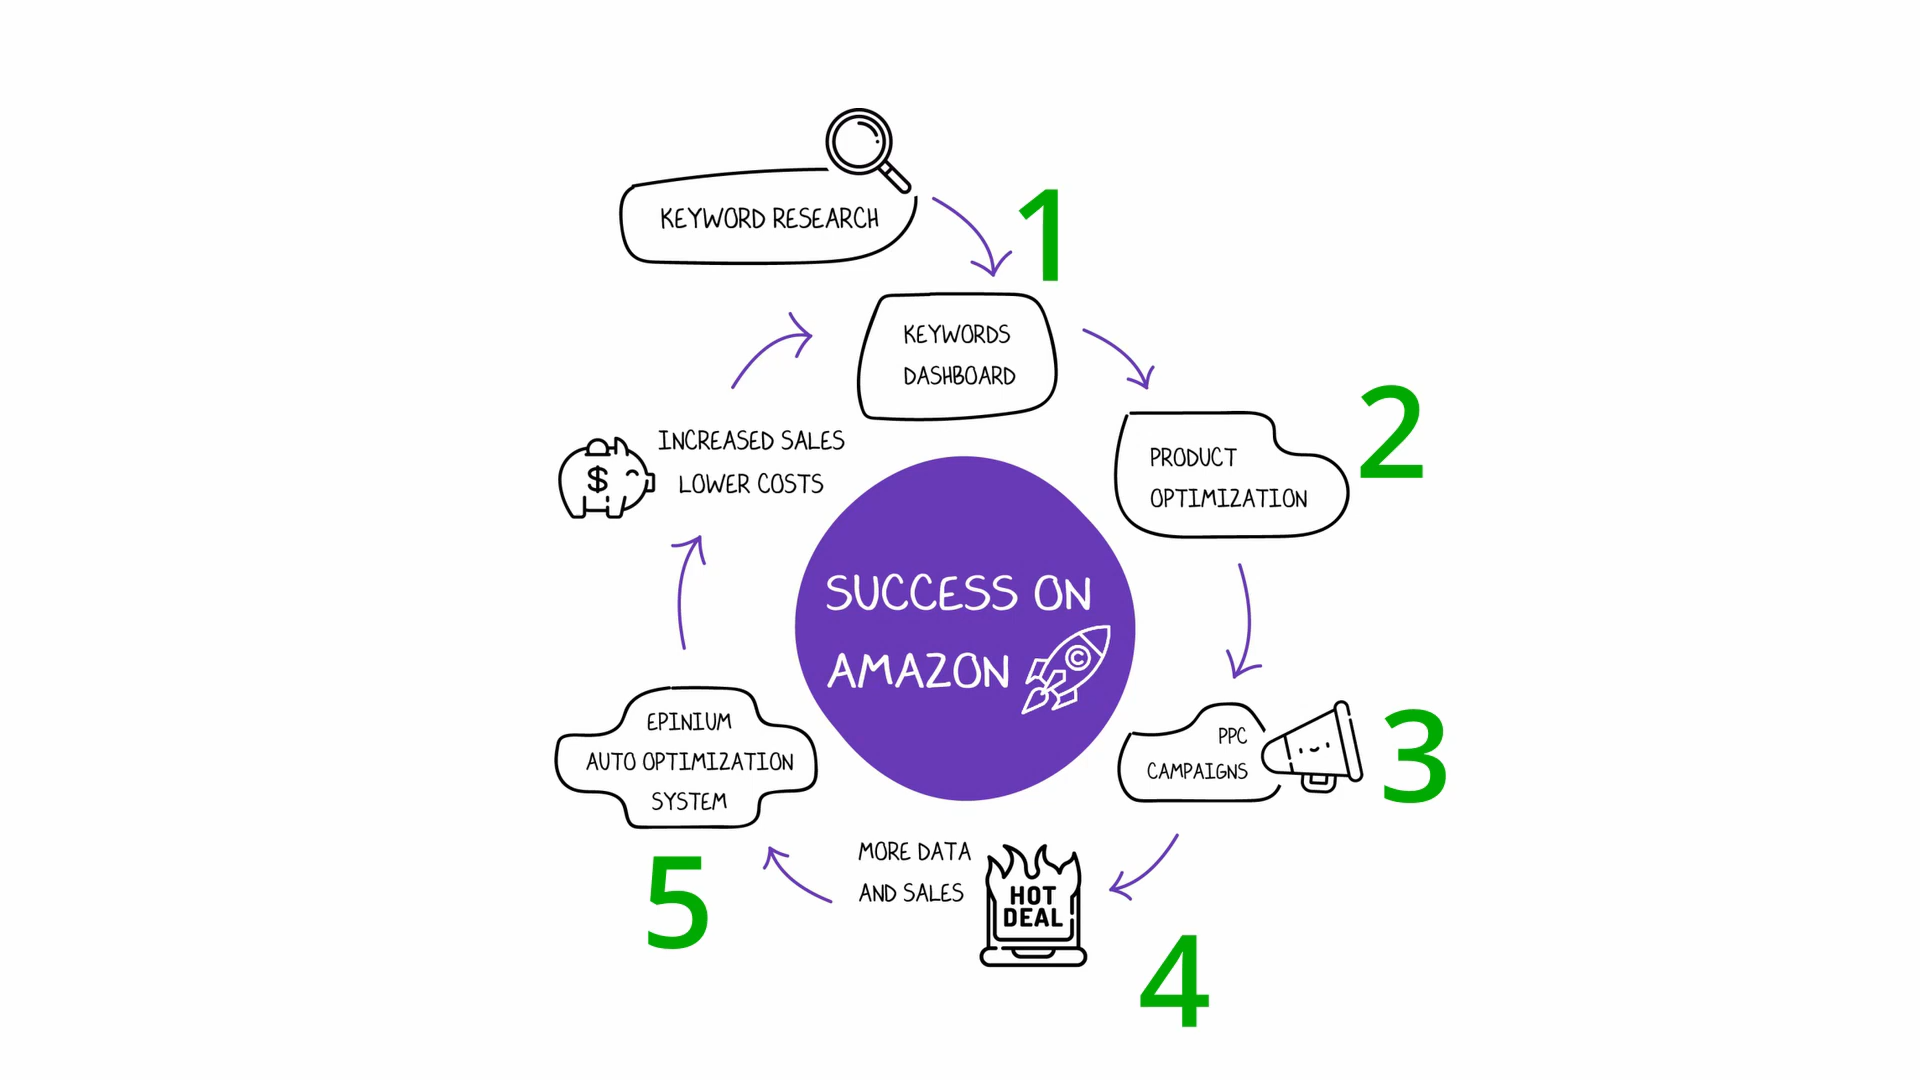 KEYWORD RESEARCH
1
KEYWORDS
DASHBOARD
2
PRODUCT
OPTIMIZATION
INCREASED SALES
LOWER COSTS
$
SUCCESS ON
AMAZON
©
EPINIUM
AUTO OPTIMIZATION
SYSTEM
PPC
CAMPAIGNS
3
MORE DATA
AND SALES
HOT
DEAL
5
4